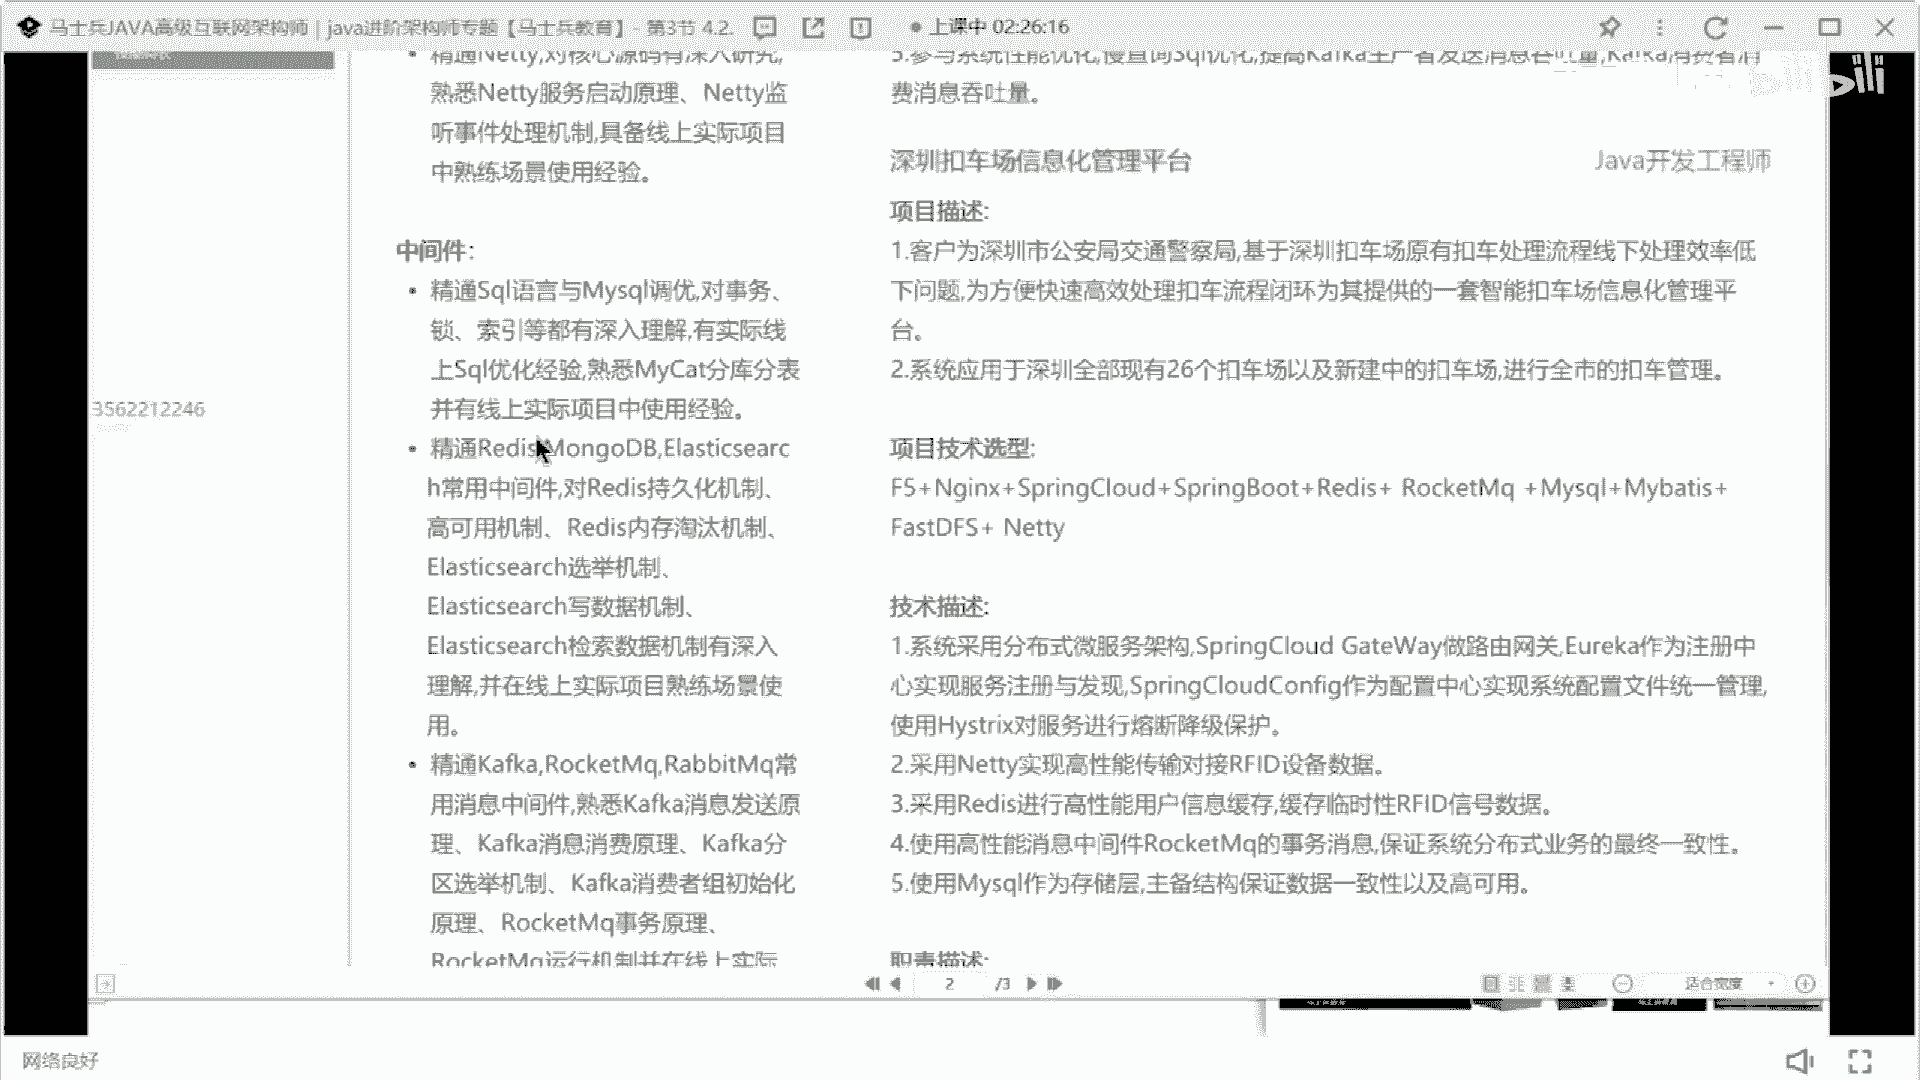 马士兵JAVA高级互联网架构师 | java进阶架构师专题【马士兵教育】 - 第3节 4.2.
上课中 02:26:16
精通Netty,对核心源码有深入研究,
熟悉Netty服务启动原理、Netty监
听事件处理机制,具备线上实际项目
中熟练场景使用经验。
中间件:
精通Sql语言与Mysql调优,对事务、
锁、索引等都有深入理解,有实际线
上Sql优化经验,熟悉MyCat分库分表
并有线上实际项目中使用经验。
精通Redis MongoDB,Elasticsearc
h常用中间件,对Redis持久化机制、
高可用机制、Redis内存淘汰机制、
Elasticsearch选举机制、
Elasticsearch写数据机制、
Elasticsearch检索数据机制有深入
理解,并在线上实际项目熟练场景使
用。
精通Kafka,RocketMq,RabbitMq常
用消息中间件,熟悉Kafka消息发送原
理、Kafka消息消费原理、Kafka分
区选举机制、Kafka消费者组初始化
原理、RocketMq事务原理、
RocketMq运行机制并在线上实际
3562212246
5.参与系统性能优化,慢查询Sql优化,提高Kafka生产者发送消息吞吐量,Kafka消费者消
费消息吞吐量。
深圳扣车场信息化管理平台
Java开发工程师
项目描述:
1.客户为深圳市公安局交通警察局,基于深圳扣车场原有扣车处理流程线下处理效率低
下问题,为方便快速高效处理扣车流程闭环为其提供的一套智能扣车场信息化管理平
台。
2.系统应用于深圳全部现有26个扣车场以及新建中的扣车场,进行全市的扣车管理。
项目技术选型:
F5+Nginx+SpringCloud+SpringBoot+Redis+ RocketMq +Mysql+Mybatis+
FastDFS+ Netty
技术描述:
1.系统采用分布式微服务架构,SpringCloud GateWay做路由网关,Eureka作为注册中
心实现服务注册与发现,SpringCloudConfig作为配置中心实现系统配置文件统一管理,
使用Hystrix对服务进行熔断降级保护。
2.采用Netty实现高性能传输对接RFID设备数据。
3.采用Redis进行高性能用户信息缓存,缓存临时性RFID信号数据。
4.使用高性能消息中间件RocketMq的事务消息,保证系统分布式业务的最终一致性。
5.使用Mysql作为存储层,主备结构保证数据一致性以及高可用。
职责描述:
2 /3
适合宽度
网络良好